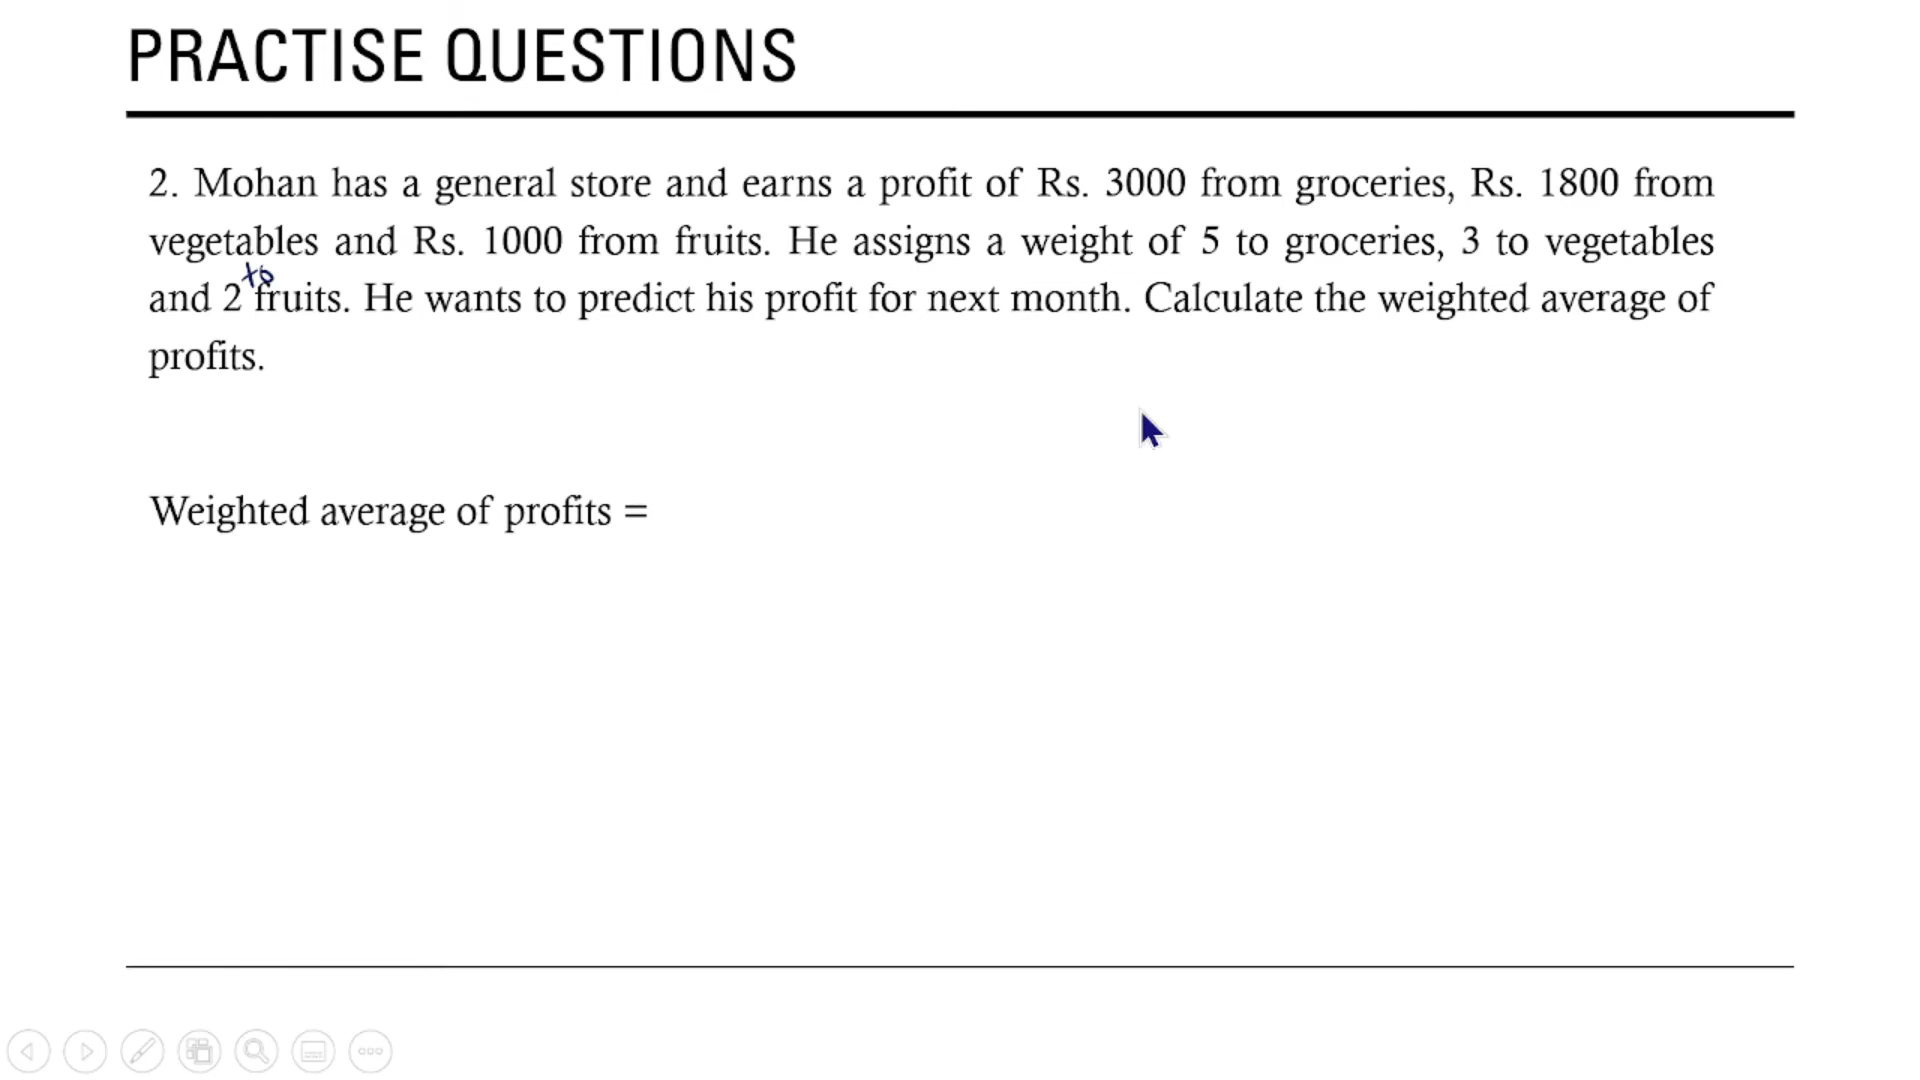 PRACTISE QUESTIONS
2. Mohan has a general store and earns a profit of Rs. 3000 from groceries, Rs. 1800 from
vegetables and Rs. 1000 from fruits. He assigns a weight of 5 to groceries, 3 to vegetables
to
and 2 fruits. He wants to predict his profit for next month. Calculate the weighted average of
profits.
Weighted average of profits =